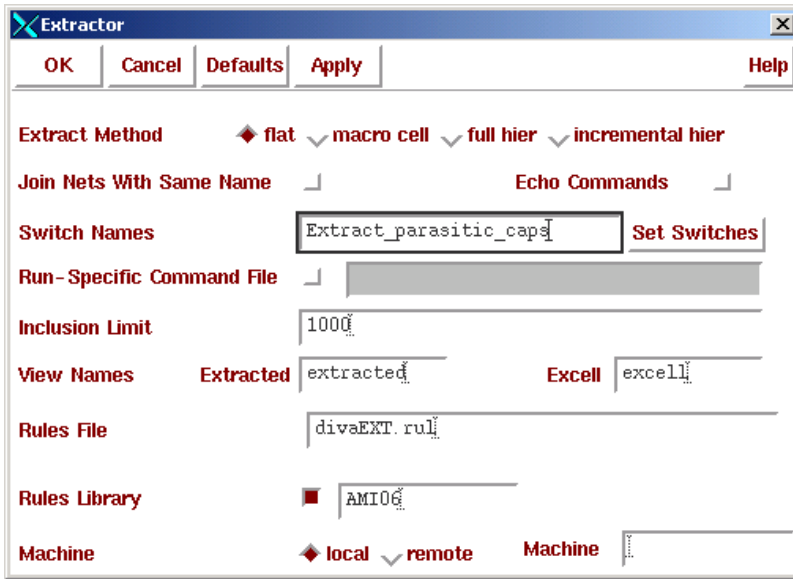 Extractor
OK Cancel Defaults Apply Help
Extract Method flat macro cell full hier incremental hier
Join Nets With Same Name Echo Commands
Switch Names Extract_parasitic_caps Set Switches
Run-Specific Command File
Inclusion Limit 1000
View Names Extracted extracted Excell excell
Rules File divaEXT.rul
Rules Library AMI06
Machine local remote Machine